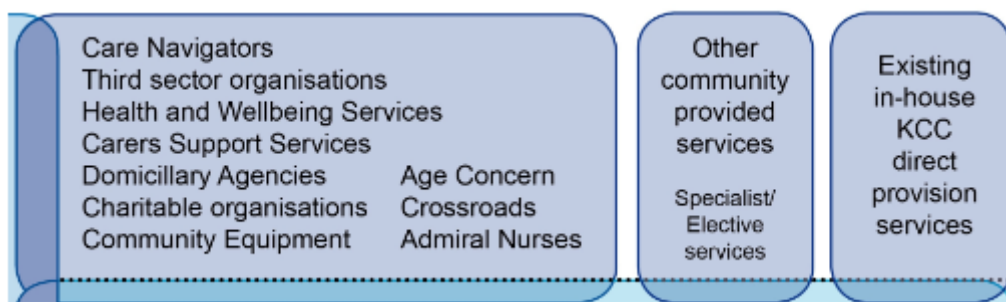 Care Navigators
Third sector organisations
Health and Wellbeing Services
Carers Support Services
Domicillary Agencies
Age Concern
Charitable organisations
Crossroads
Community Equipment
Admiral Nurses
Other
community
provided
services
Specialist/
Elective
services
Existing
in-house
KCC
direct
provision
services